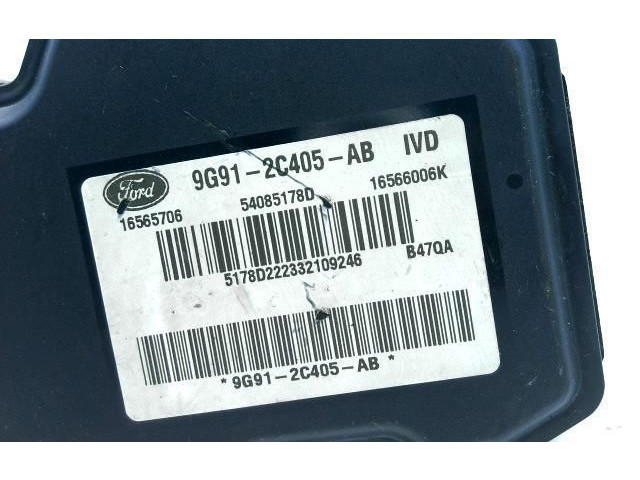 Ford 9G91-2C405-AB IVD
16565706 54085178D 16566006K
5178D222332109246 B47QA
* 9G91-2C405-AB *